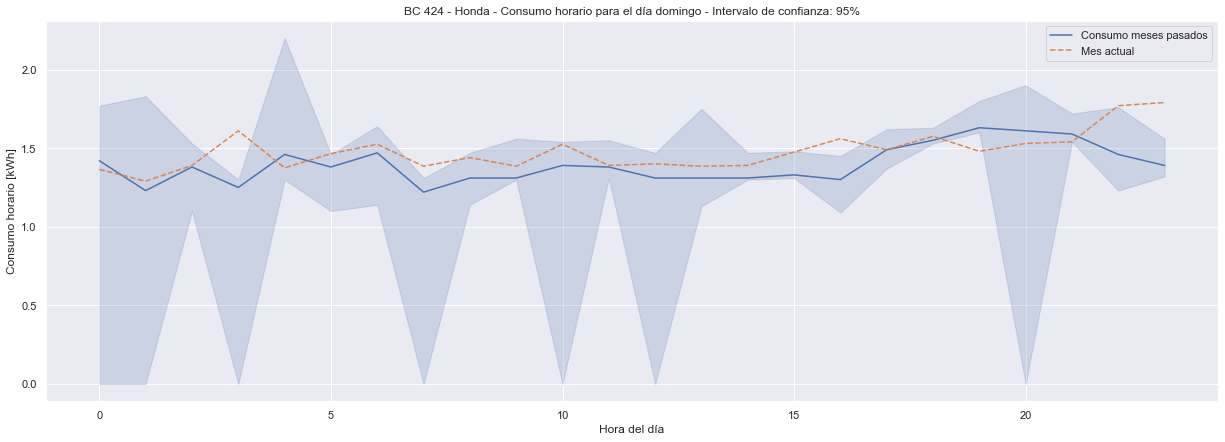 BC 424 - Honda - Consumo horario para el día domingo - Intervalo de confianza: 95%
Consumo meses pasados
Mes actual
Consumo horario [kWh]
2.0
1.5
1.0
0.5
0.0
0 5 10 15 20
Hora del día